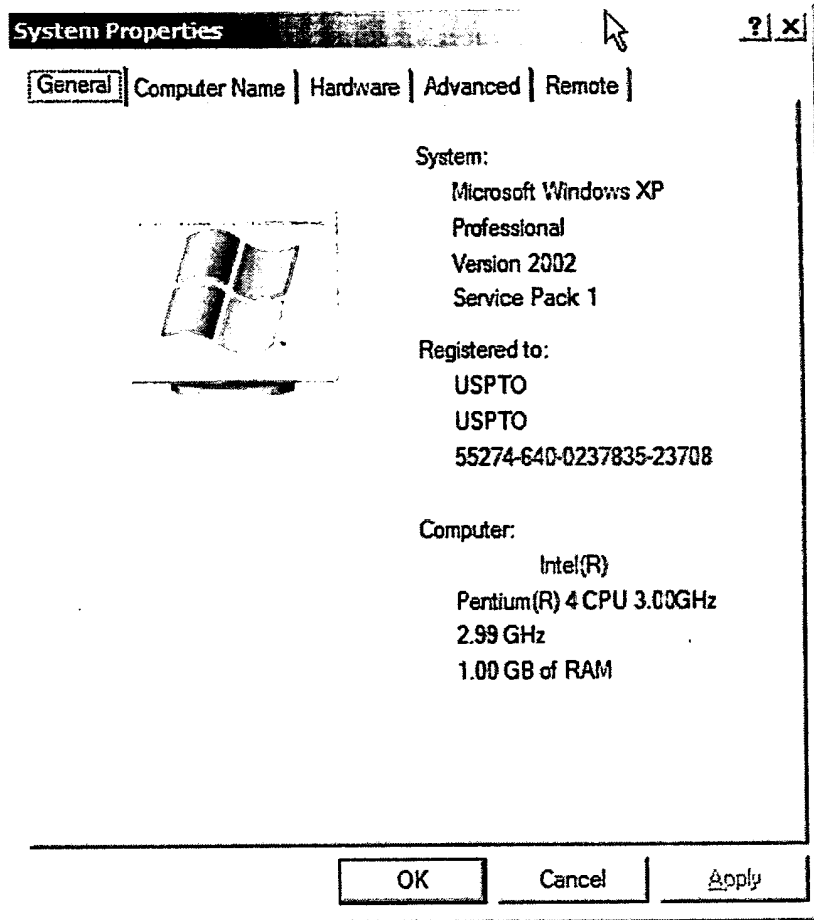 System Properties
? X
General Computer Name Hardware Advanced Remote
System:
Microsoft Windows XP
Professional
Version 2002
Service Pack 1
Registered to:
USPTO
USPTO
55274-640-0237835-23708
Computer:
Intel(R)
Pentium(R) 4 CPU 3.00GHz
2.99 GHz
1.00 GB of RAM
OK Cancel Apply